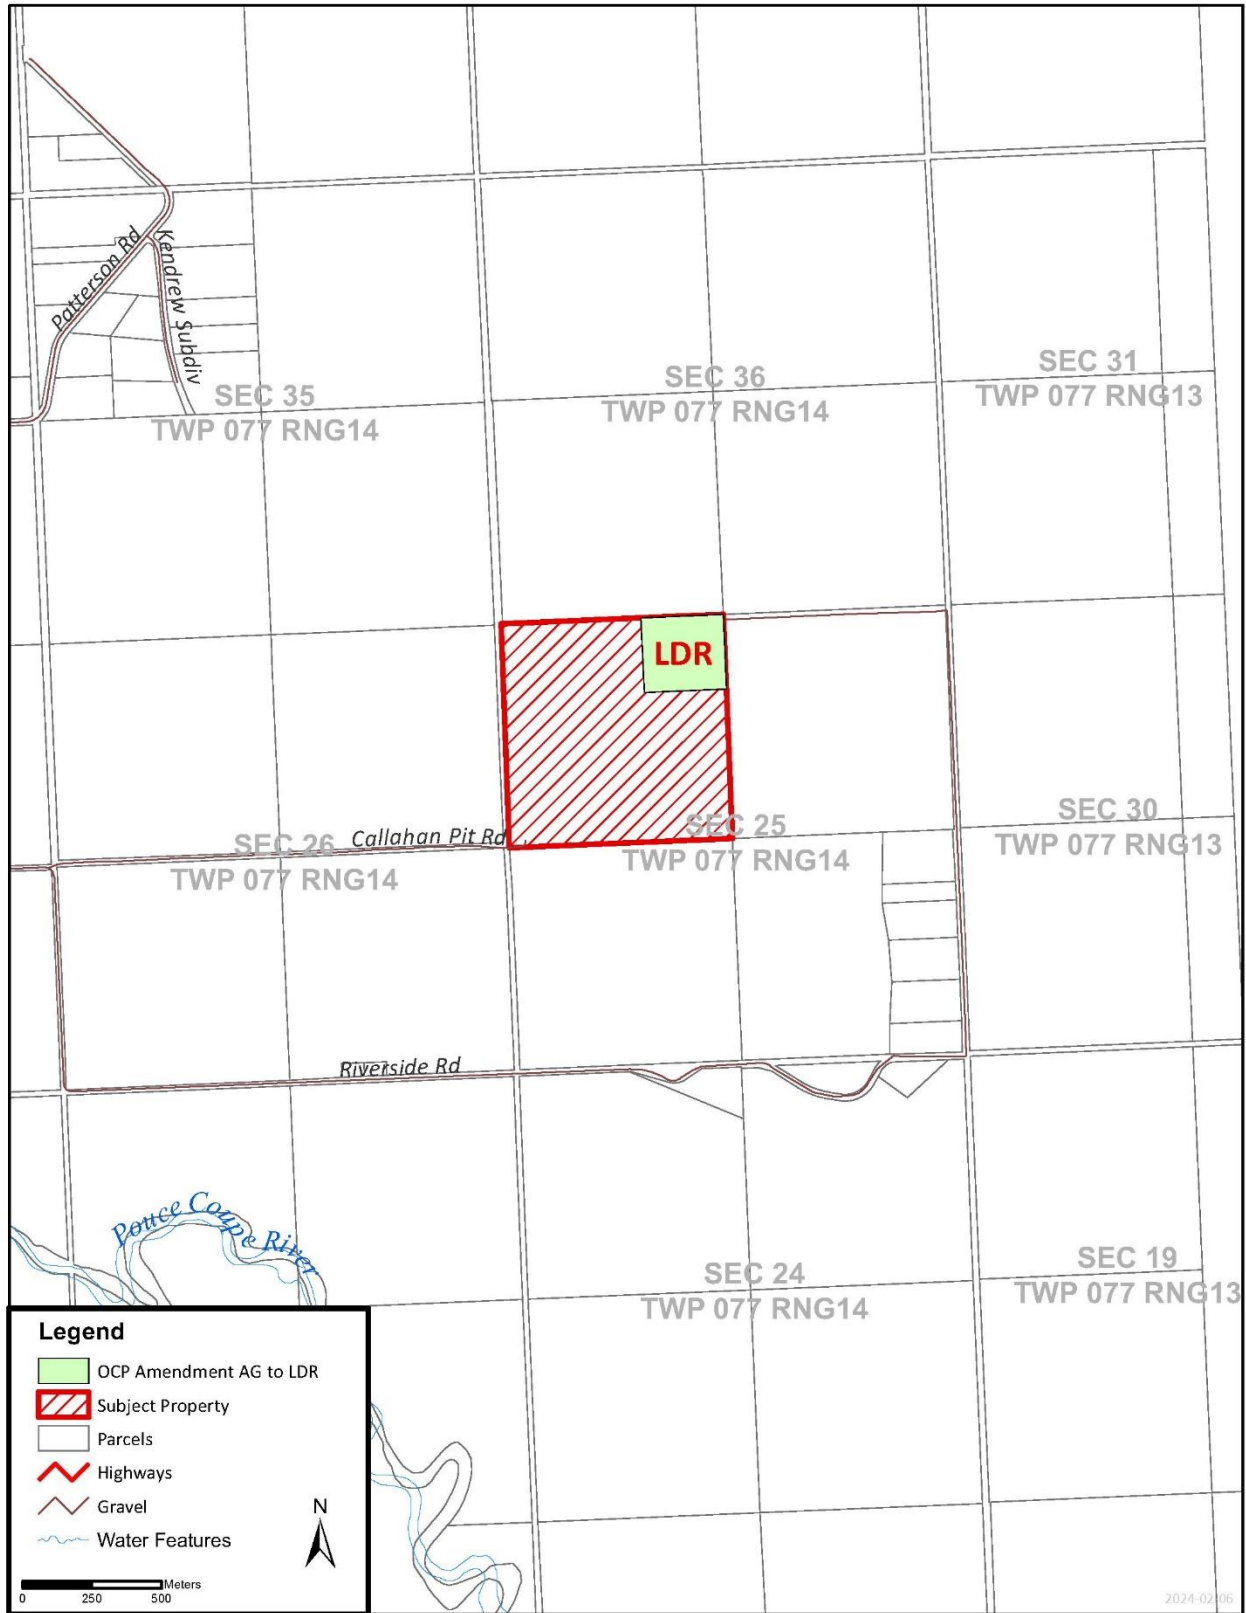 Patterson Rd
Kendrew Subdiv
SEC 35
TWP 077 RNG14
SEC 36
TWP 077 RNG14
SEC 31
TWP 077 RNG13
LDR
Callahan Pit Rd
SEC 26
TWP 077 RNG14
SEC 25
TWP 077 RNG14
SEC 30
TWP 077 RNG13
Riverside Rd
Pouce Coupe River
SEC 24
TWP 077 RNG14
SEC 19
TWP 077 RNG13
Legend
OCP Amendment AG to LDR
Subject Property
Parcels
Highways
Gravel
Water Features
N
Meters
0 250 500
2024-02-06